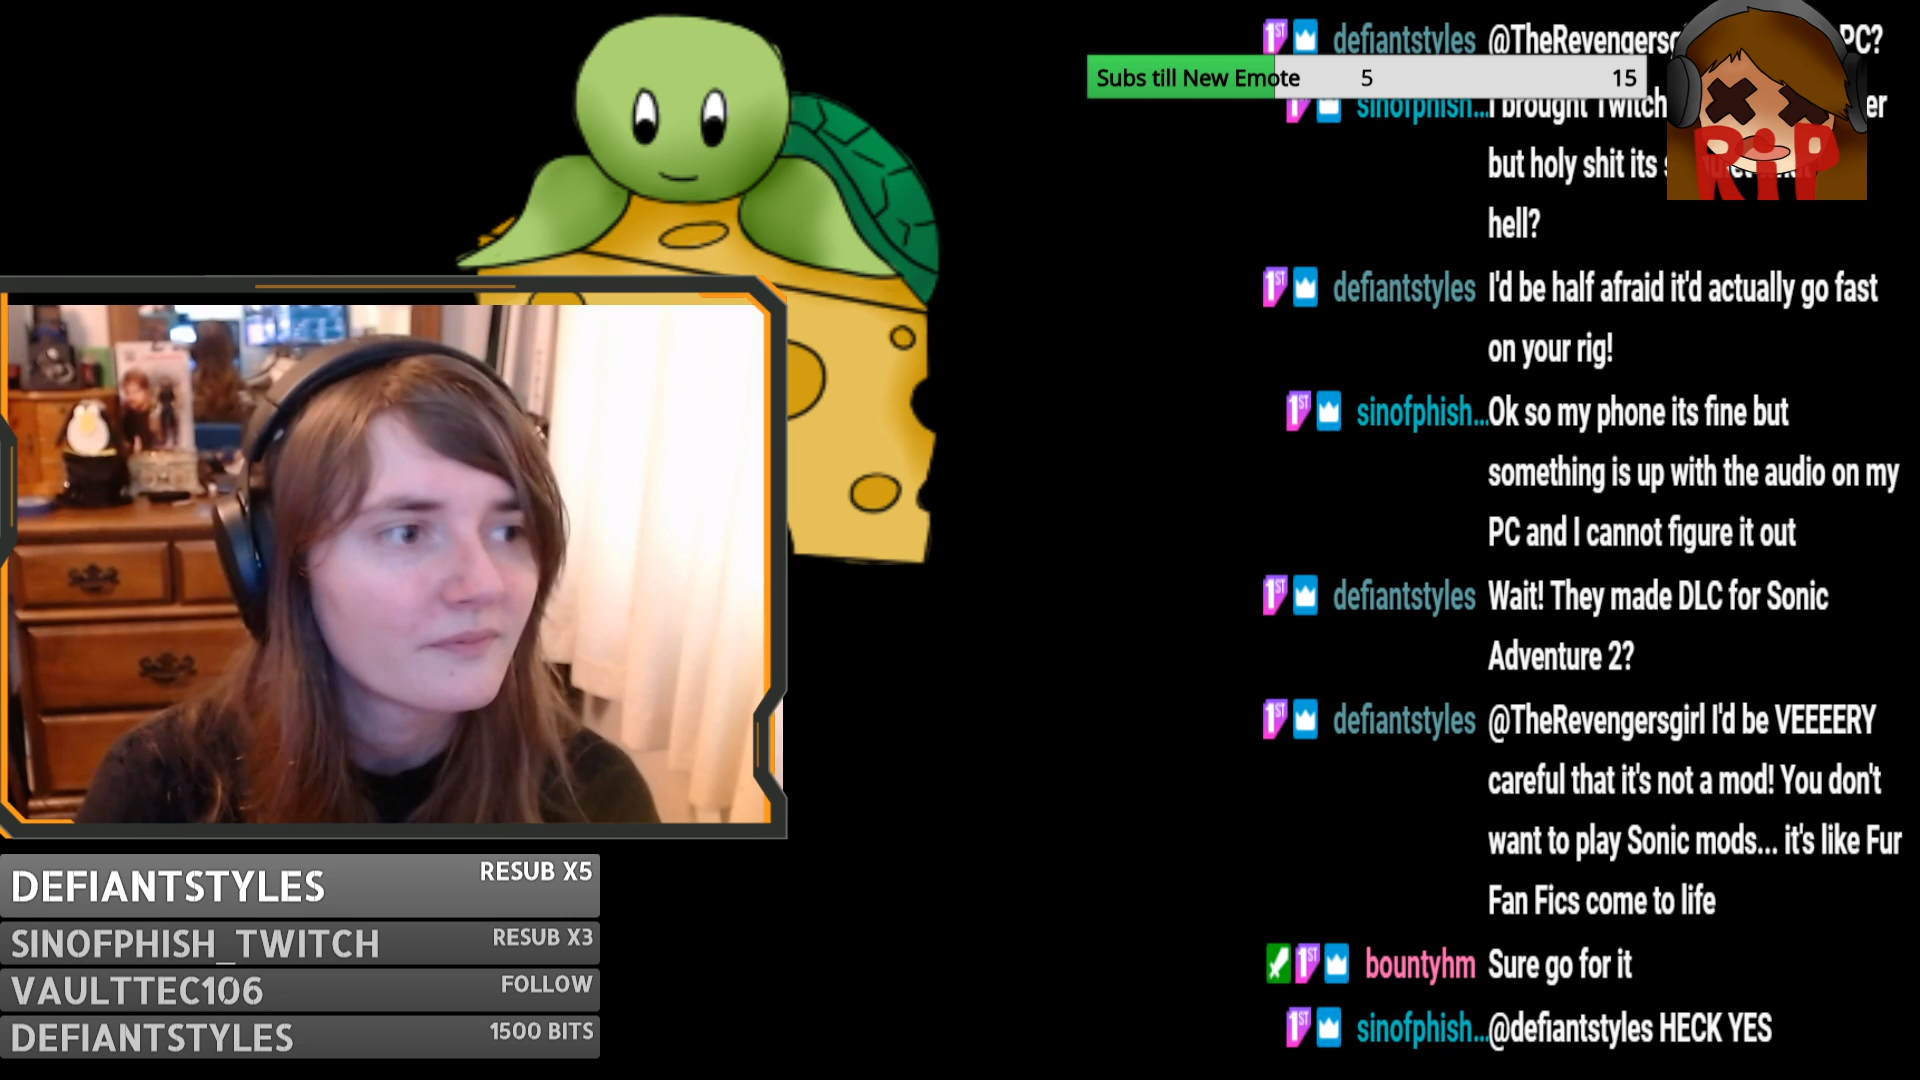 defiantstyles @TheRevengers PC?
Subs till New Emote 5 15
sinofphish... I brought Twitch er
but holy shit its
hell?
RiP
defiantstyles I'd be half afraid it'd actually go fast
on your rig!
sinofphish... Ok so my phone its fine but
something is up with the audio on my
PC and I cannot figure it out
defiantstyles Wait! They made DLC for Sonic
Adventure 2?
defiantstyles @TheRevengersgirl I'd be VEEEERY
careful that it's not a mod! You don't
want to play Sonic mods... it's like Fur
Fan Fics come to life
bountyhm Sure go for it
sinofphish... @defiantstyles HECK YES
DEFIANTSTYLES RESUB X5
SINOFPHISH_TWITCH RESUB X3
VAULTTEC106 FOLLOW
DEFIANTSTYLES 1500 BITS